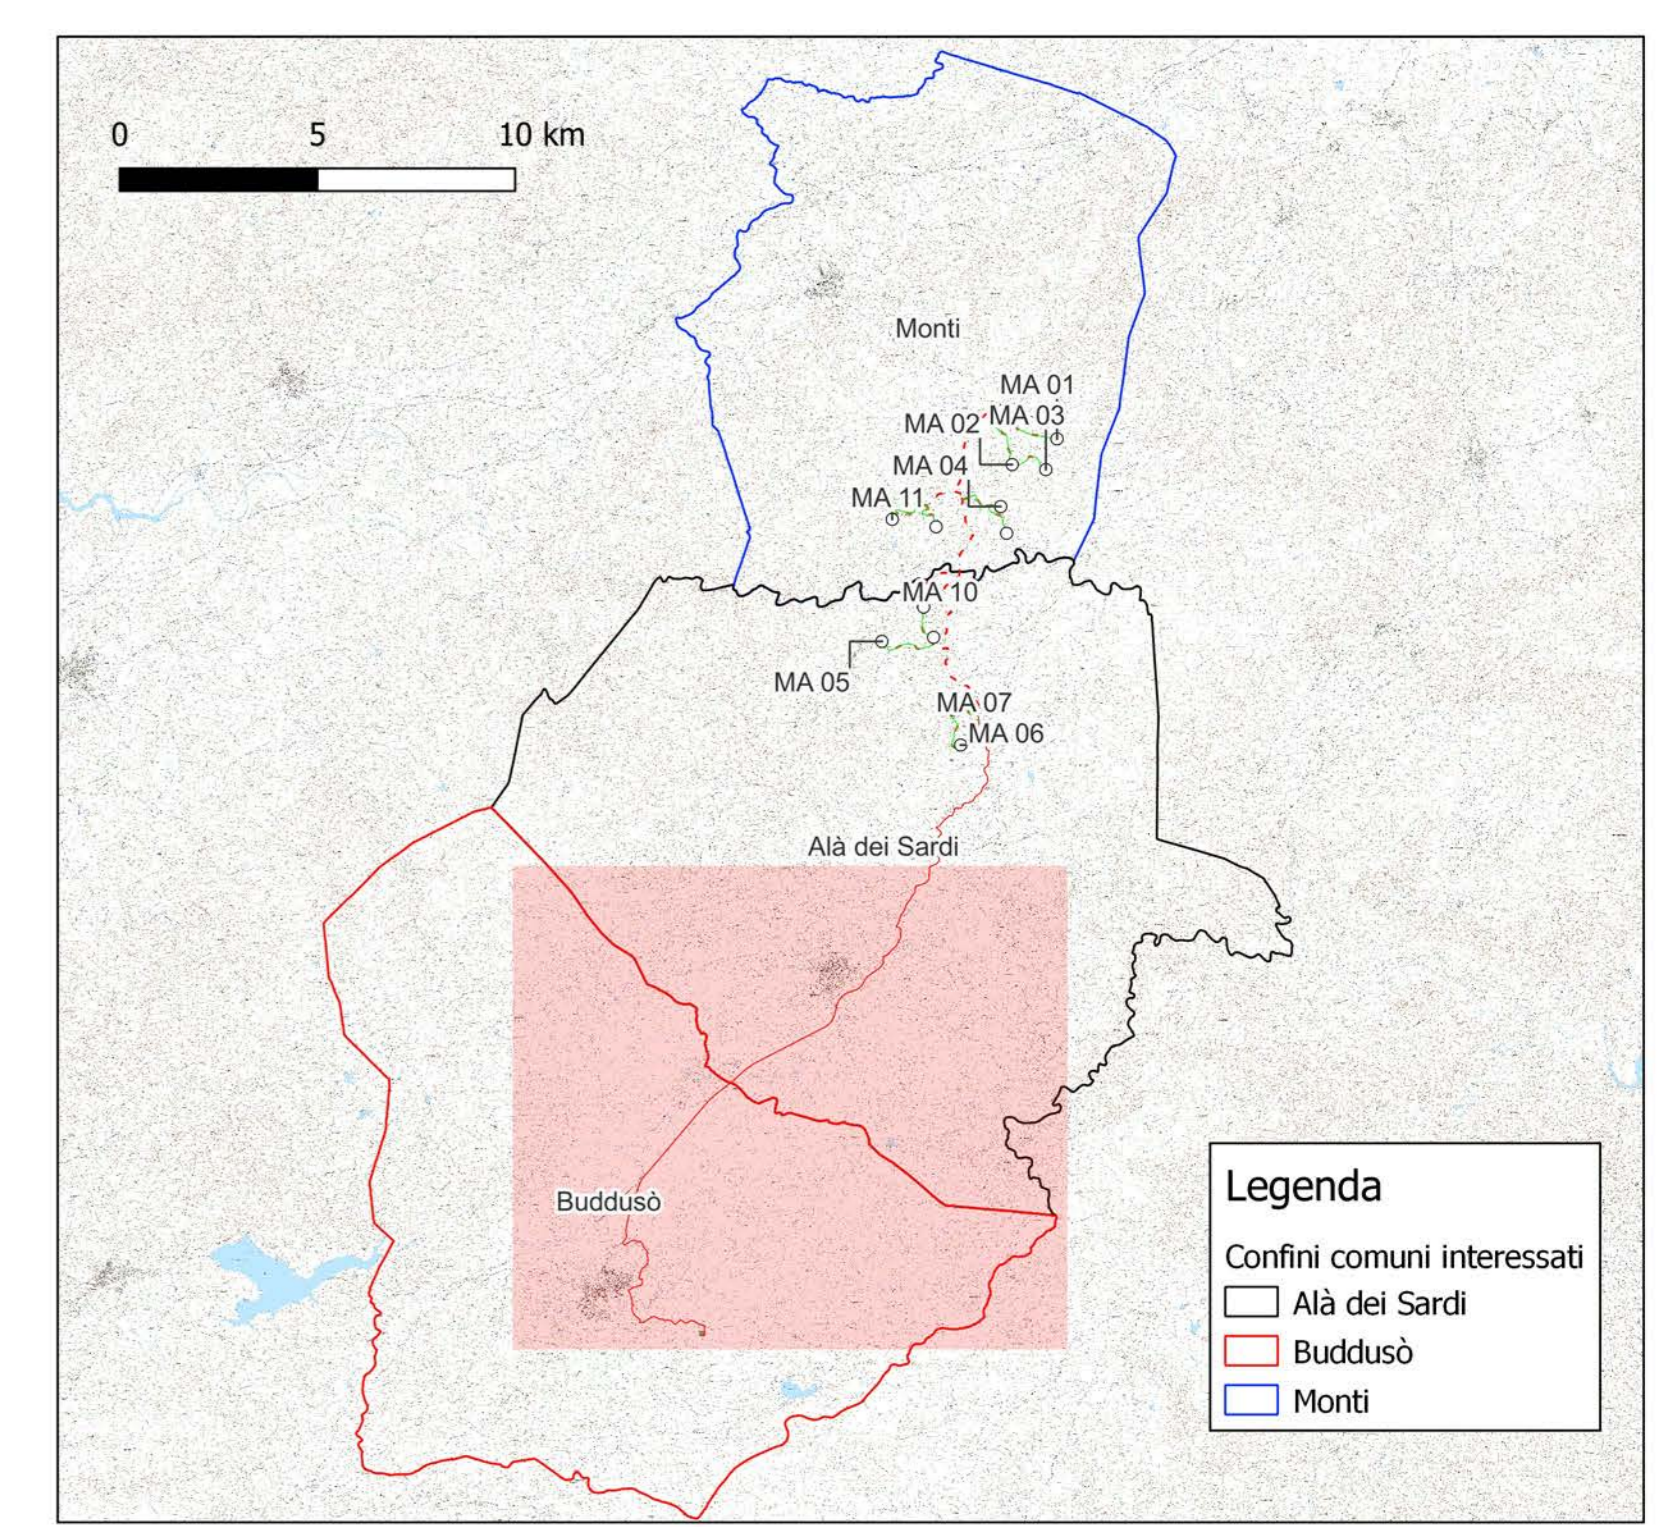 0 5 10 km
Monti
MA 01
MA 02 MA 03
MA 04
MA 11
MA 10
MA 05
MA 07
MA 06
Alà dei Sardi
Buddusò
Legenda
Confini comuni interessati
Alà dei Sardi
Buddusò
Monti